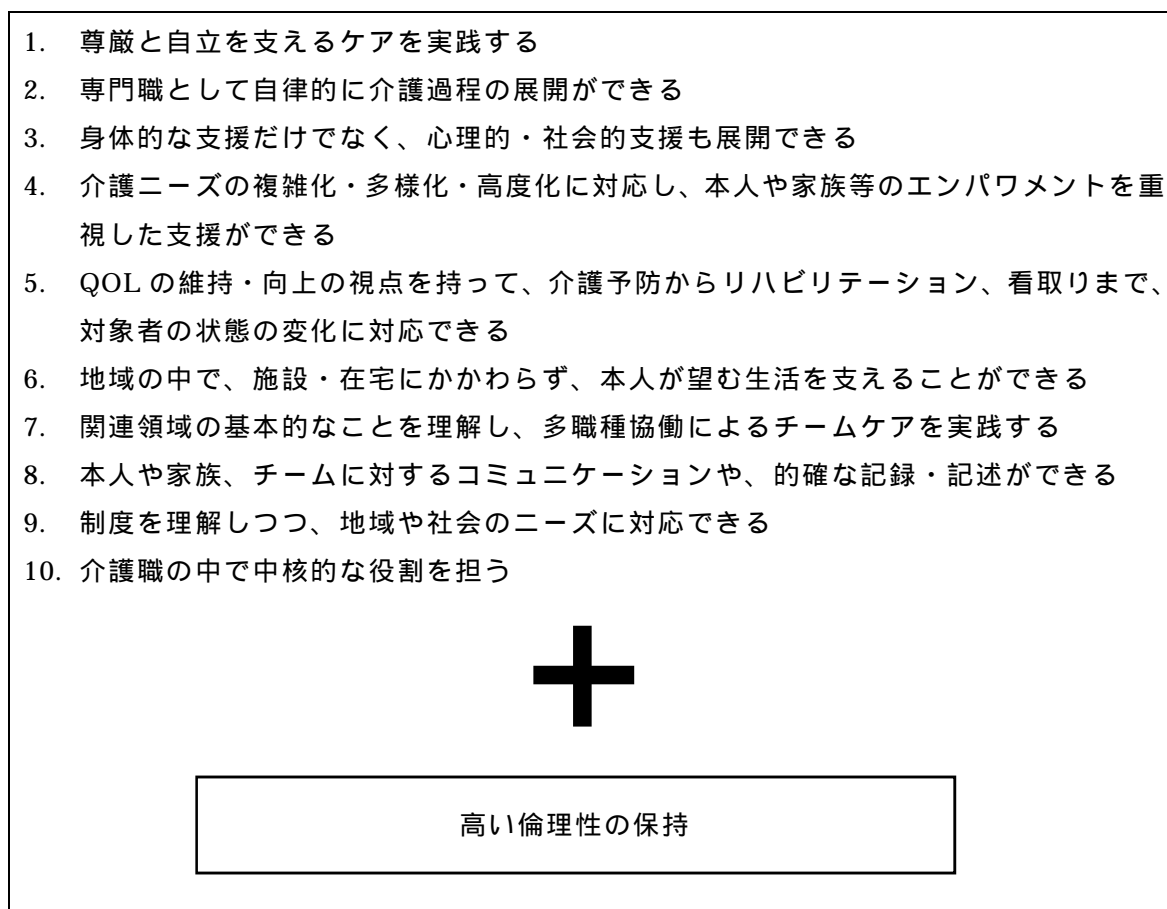 1. 尊厳と自立を支えるケアを実践する
2. 専門職として自律的に介護過程の展開ができる
3. 身体的な支援だけでなく、心理的・社会的支援も展開できる
4. 介護ニーズの複雑化・多様化・高度化に対応し、本人や家族等のエンパワメントを重
視した支援ができる
5. QOL の維持・向上の視点を持って、介護予防からリハビリテーション、看取りまで、
対象者の状態の変化に対応できる
6. 地域の中で、施設・在宅にかかわらず、本人が望む生活を支えることができる
7. 関連領域の基本的なことを理解し、多職種協働によるチームケアを実践する
8. 本人や家族、チームに対するコミュニケーションや、的確な記録・記述ができる
9. 制度を理解しつつ、地域や社会のニーズに対応できる
10. 介護職の中で中核的な役割を担う
+
高い倫理性の保持